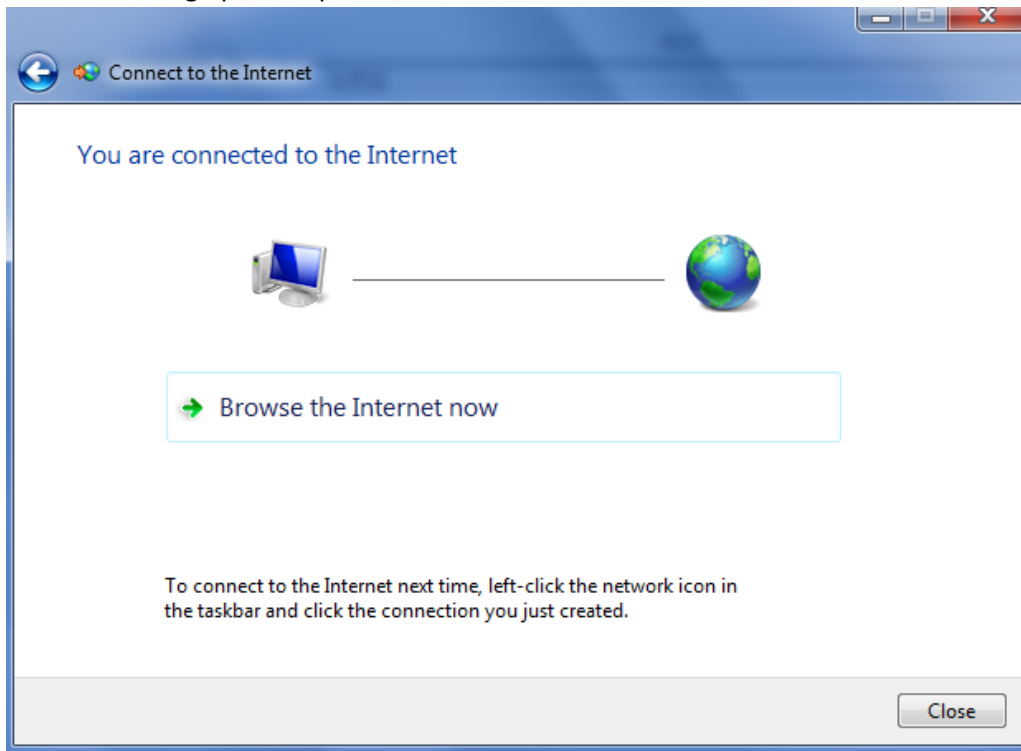 Connect to the Internet
You are connected to the Internet
Browse the Internet now
To connect to the Internet next time, left-click the network icon in
the taskbar and click the connection you just created.
Close